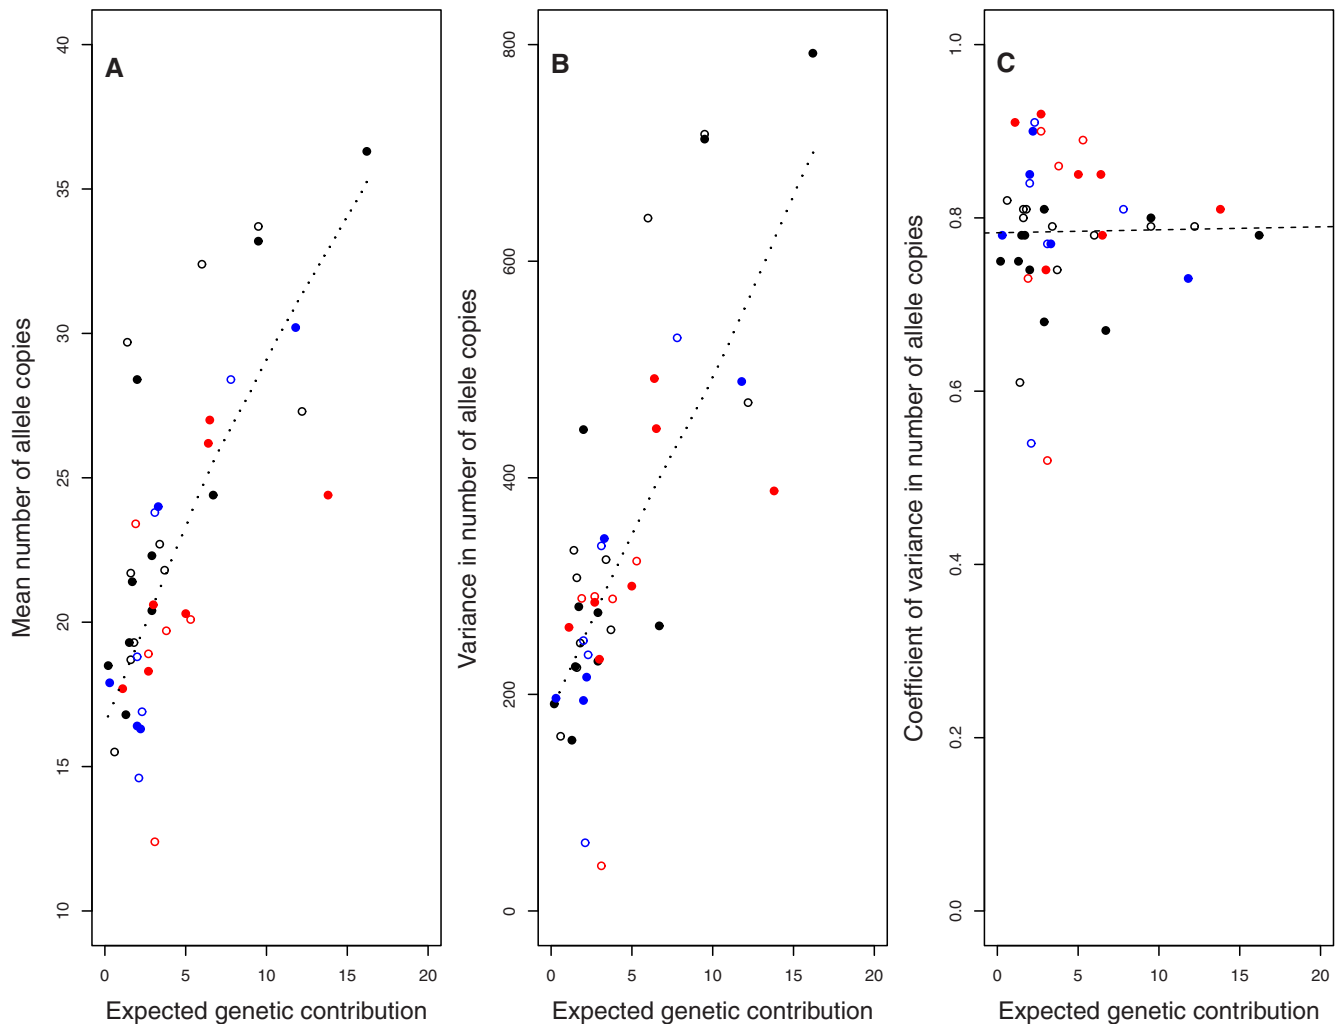 A
Mean number of allele copies
40
35
30
25
20
15
10
0 5 10 15 20
Expected genetic contribution
B
Variance in number of allele copies
800
600
400
200
0
0 5 10 15 20
Expected genetic contribution
C
Coefficient of variance in number of allele copies
1.0
0.8
0.6
0.4
0.2
0.0
0 5 10 15 20
Expected genetic contribution